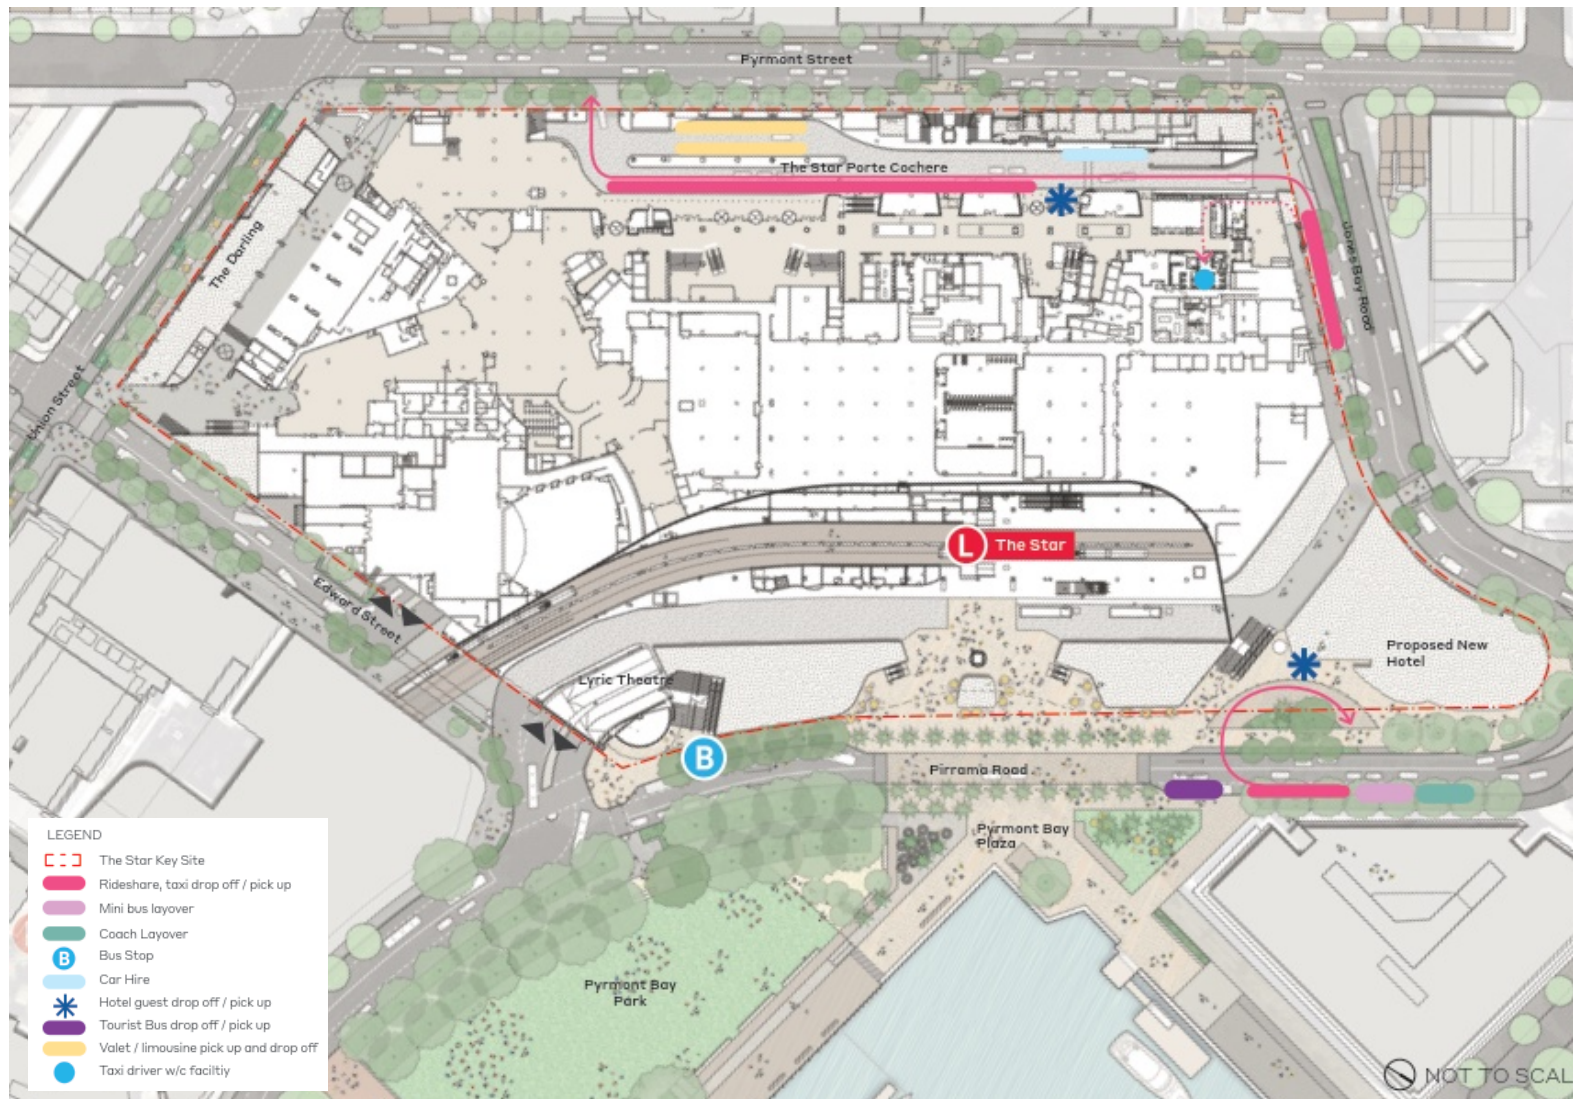 Pyrmont Street
The Star Porte Cochere
The Darling
Jones Bay Road
Union Street
L The Star
Edward Street
Proposed New
Hotel
Lyric Theatre
B
Pirrama Road
Pyrmont Bay
Plaza
Pyrmont Bay
Park
LEGEND
The Star Key Site
Rideshare, taxi drop off / pick up
Mini bus layover
Coach Layover
B Bus Stop
Car Hire
Hotel guest drop off / pick up
Tourist Bus drop off / pick up
Valet / limousine pick up and drop off
Taxi driver w/c faciltiy
NOT TO SCAL